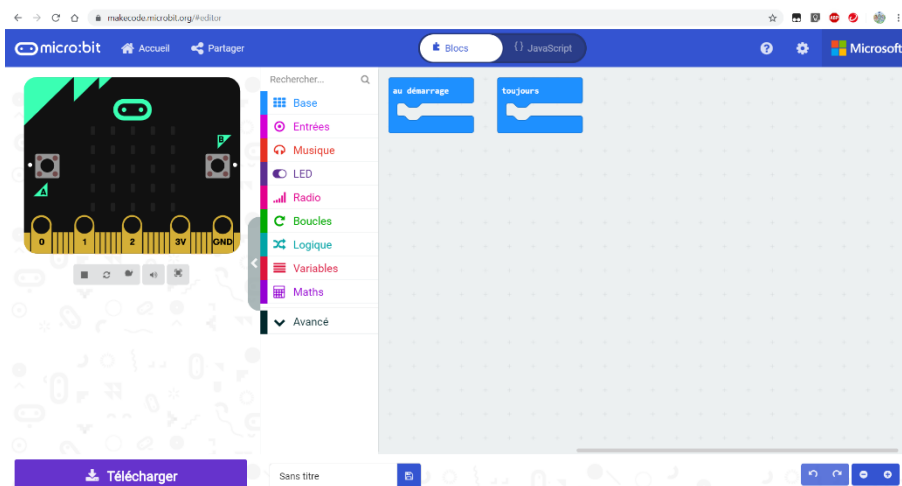 makecode.microbit.org/#editor
micro:bit Accueil Partager Blocs {} JavaScript ? Microsoft
Rechercher...
Base
Entrées
Musique
LED
Radio
Boucles
Logique
Variables
Maths
Avancé
au démarrage
toujours
A
B
0 1 2 3V GND
Télécharger
Sans titre